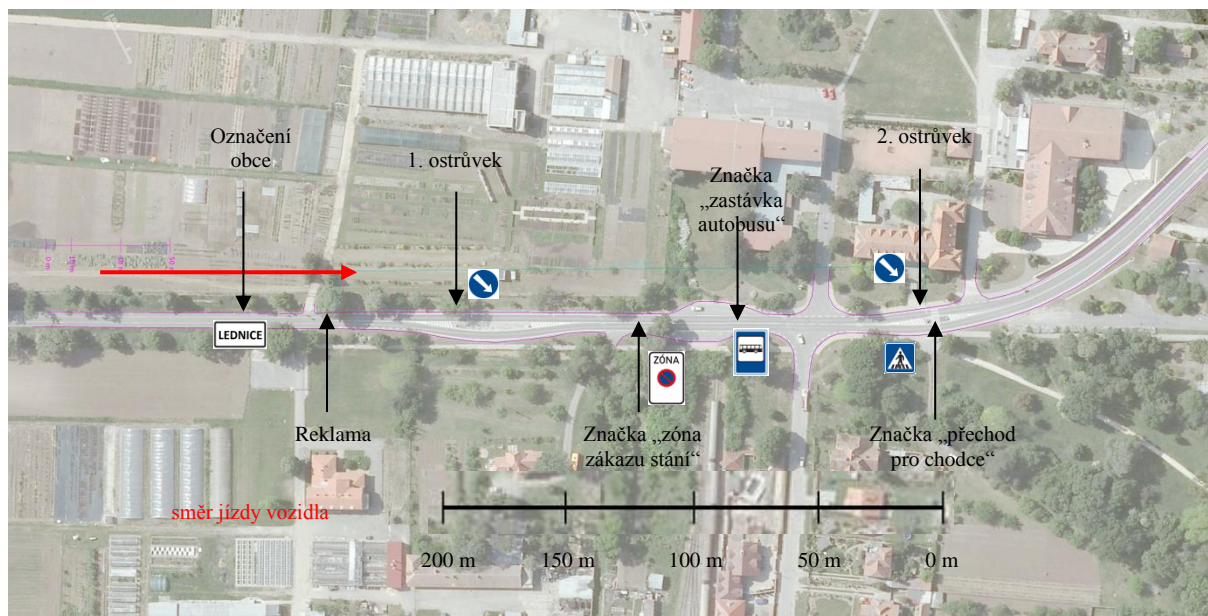 Označení
obce
1. ostrůvek
2. ostrůvek
Značka
„zastávka
autobusu“
LEDNICE
ZÓNA
Reklama
Značka „zóna
zákazu stání“
Značka „přechod
pro chodce“
směr jízdy vozidla
200 m
150 m
100 m
50 m
0 m
0 m